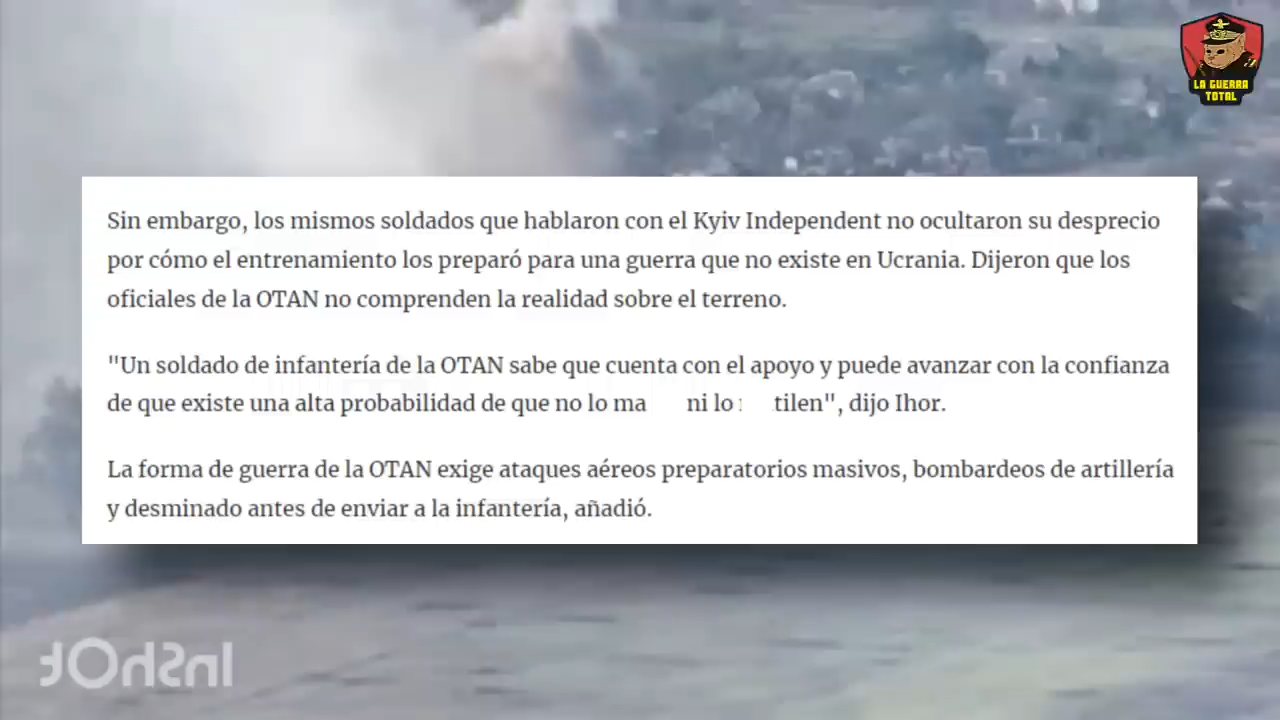 LA GUERRA
TOTAL
Sin embargo, los mismos soldados que hablaron con el Kyiv Independent no ocultaron su desprecio
por cómo el entrenamiento los preparó para una guerra que no existe en Ucrania. Dijeron que los
oficiales de la OTAN no comprenden la realidad sobre el terreno.
"Un soldado de infantería de la OTAN sabe que cuenta con el apoyo y puede avanzar con la confianza
de que existe una alta probabilidad de que no lo ma ni lo tilen", dijo Ihor.
La forma de guerra de la OTAN exige ataques aéreos preparatorios masivos, bombardeos de artillería
y desminado antes de enviar a la infantería, añadió.
InShOt